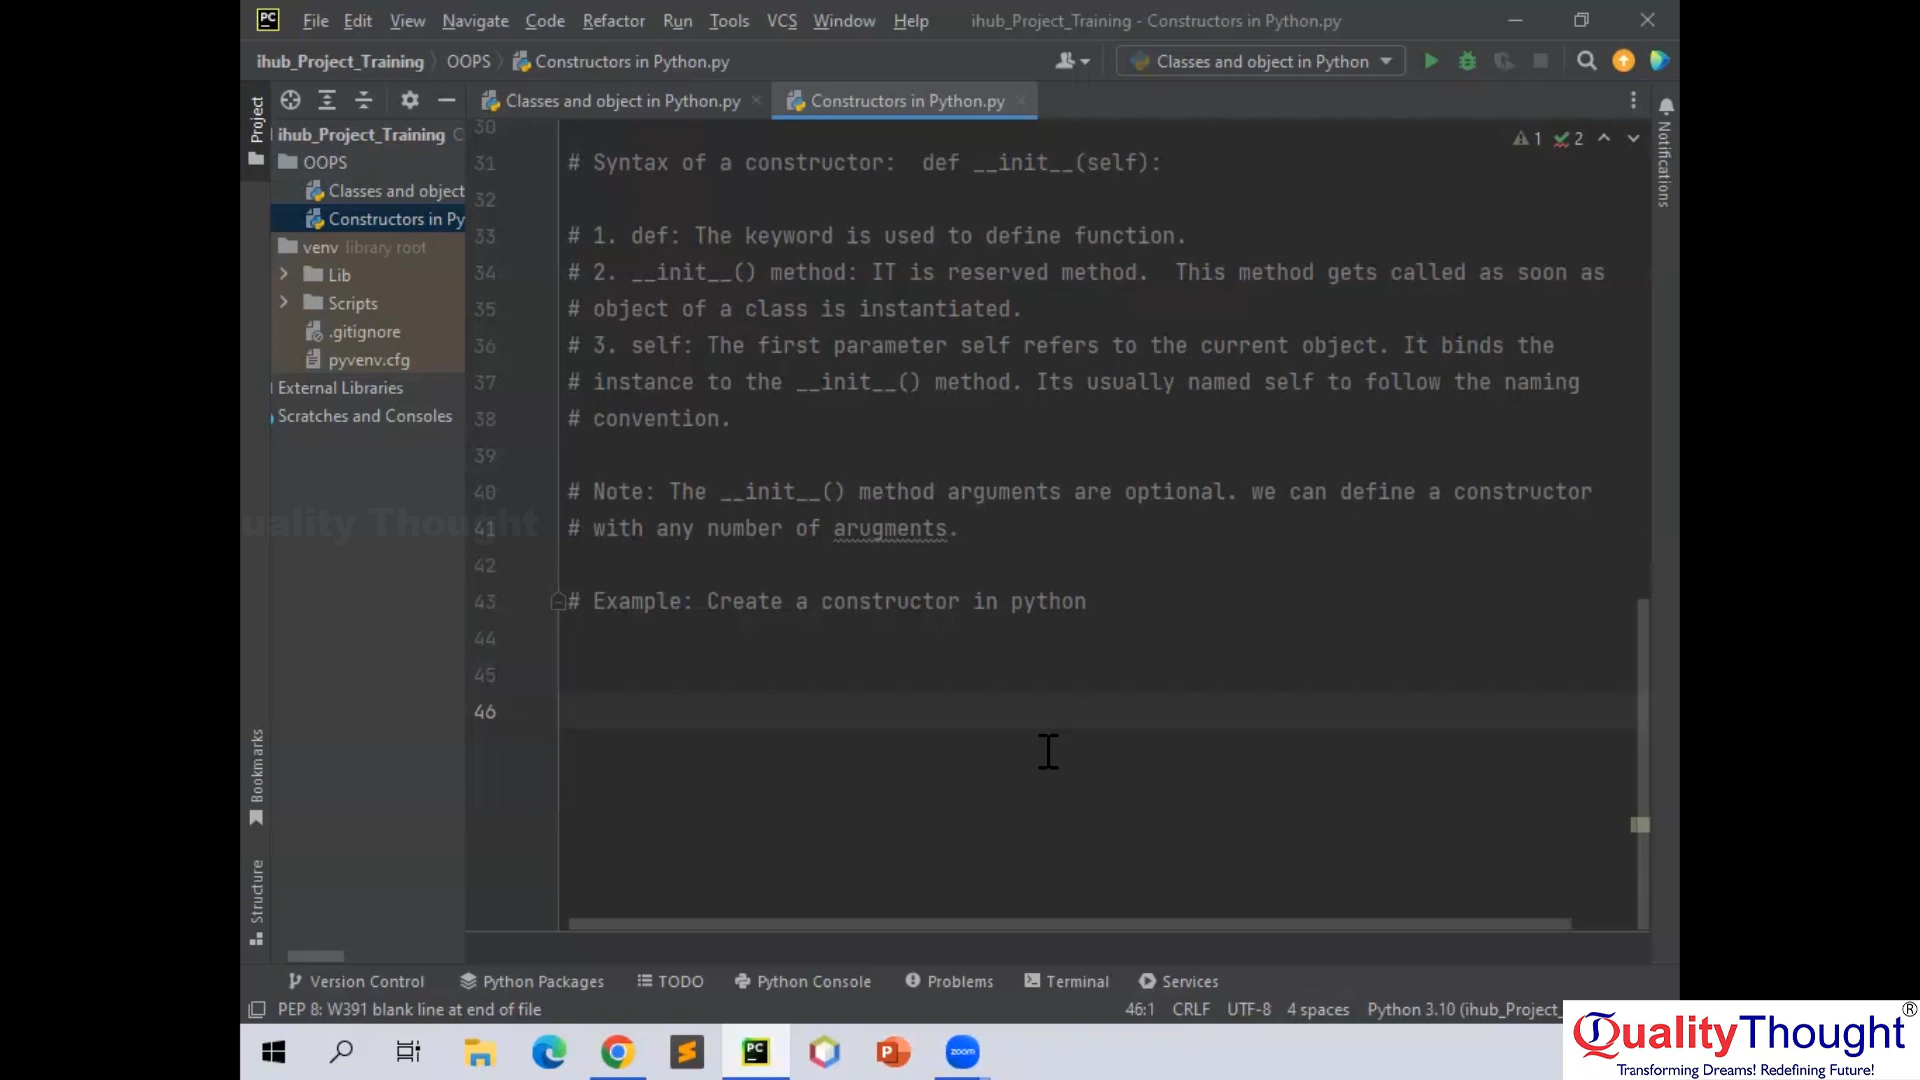 PC File Edit View Navigate Code Refactor Run Tools VCS Window Help ihub_Project_Training - Constructors in Python.py
ihub_Project_Training OOPS Constructors in Python.py Classes and object in Python
Project
Classes and object in Python.py Constructors in Python.py
Notifications
ihub_Project_Training C
OOPS
Classes and object
Constructors in Py
venv library root
Lib
Scripts
.gitignore
pyvenv.cfg
External Libraries
Scratches and Consoles
1 2
30
31 # Syntax of a constructor:  def __init__(self):
32
33 # 1. def: The keyword is used to define function.
34 # 2. __init__() method: IT is reserved method.  This method gets called as soon as
35 # object of a class is instantiated.
36 # 3. self: The first parameter self refers to the current object. It binds the
37 # instance to the __init__() method. Its usually named self to follow the naming
38 # convention.
39
40 # Note: The __init__() method arguments are optional. we can define a constructor
41 # with any number of arugments.
42
43 # Example: Create a constructor in python
44
45
46
uality Thought
Bookmarks
Structure
Version Control Python Packages TODO Python Console Problems Terminal Services
PEP 8: W391 blank line at end of file 46:1 CRLF UTF-8 4 spaces Python 3.10 (ihub_Project_
PC P zoom
QualityThought®
Transforming Dreams! Redefining Future!